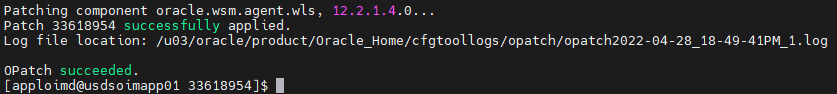 Patching component oracle.wsm.agent.wls, 12.2.1.4.0...
Patch 33618954 successfully applied.
Log file location: /u03/oracle/product/Oracle_Home/cfgtoollogs/opatch/opatch2022-04-28_18-49-41PM_1.log
OPatch succeeded.
[apploimd@usdsoimapp01 33618954]$